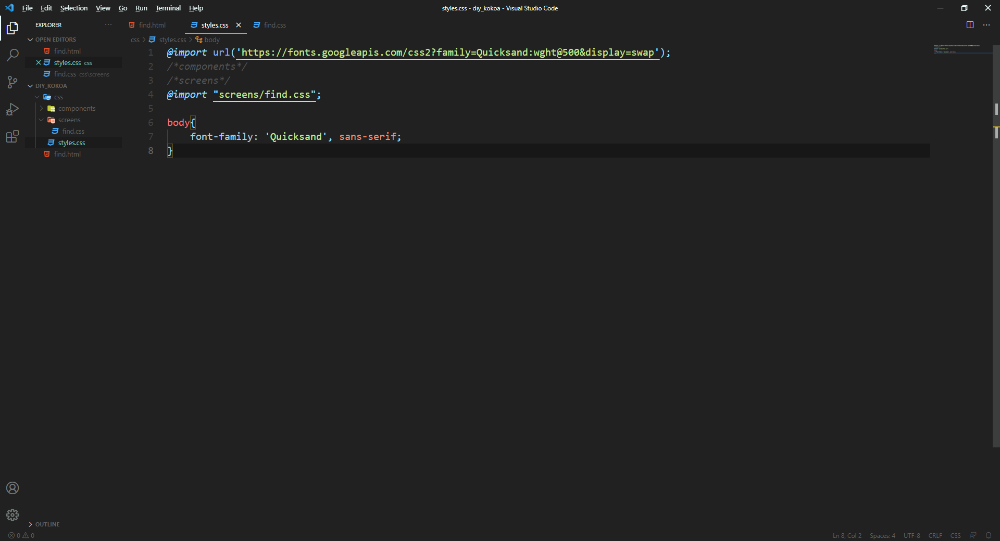 File Edit Selection View Go Run Terminal Help
styles.css - diy_kokoa - Visual Studio Code
EXPLORER
OPEN EDITORS
find.html
styles.css css
find.css css\screens
DIY_KOKOA
css
components
screens
find.css
styles.css
find.html
OUTLINE
find.html styles.css find.css
css styles.css body
1 @import url('https://fonts.googleapis.com/css2?family=Quicksand:wght@500&display=swap');
2 /*components*/
3 /*screens*/
4 @import "screens/find.css";
5
6 body{
7 font-family: 'Quicksand', sans-serif;
8 }
0 0
Ln 8, Col 2 Spaces: 4 UTF-8 CRLF CSS